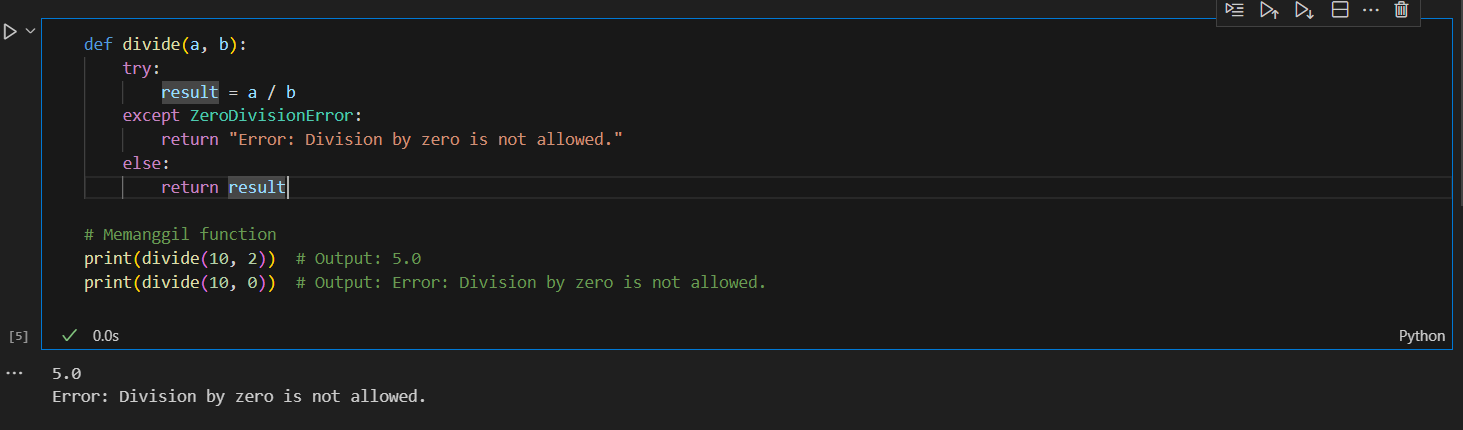 def divide(a, b):
    try:
        result = a / b
    except ZeroDivisionError:
        return "Error: Division by zero is not allowed."
    else:
        return result
# Memanggil function
print(divide(10, 2))  # Output: 5.0
print(divide(10, 0))  # Output: Error: Division by zero is not allowed.
[5] 0.0s Python
5.0
Error: Division by zero is not allowed.